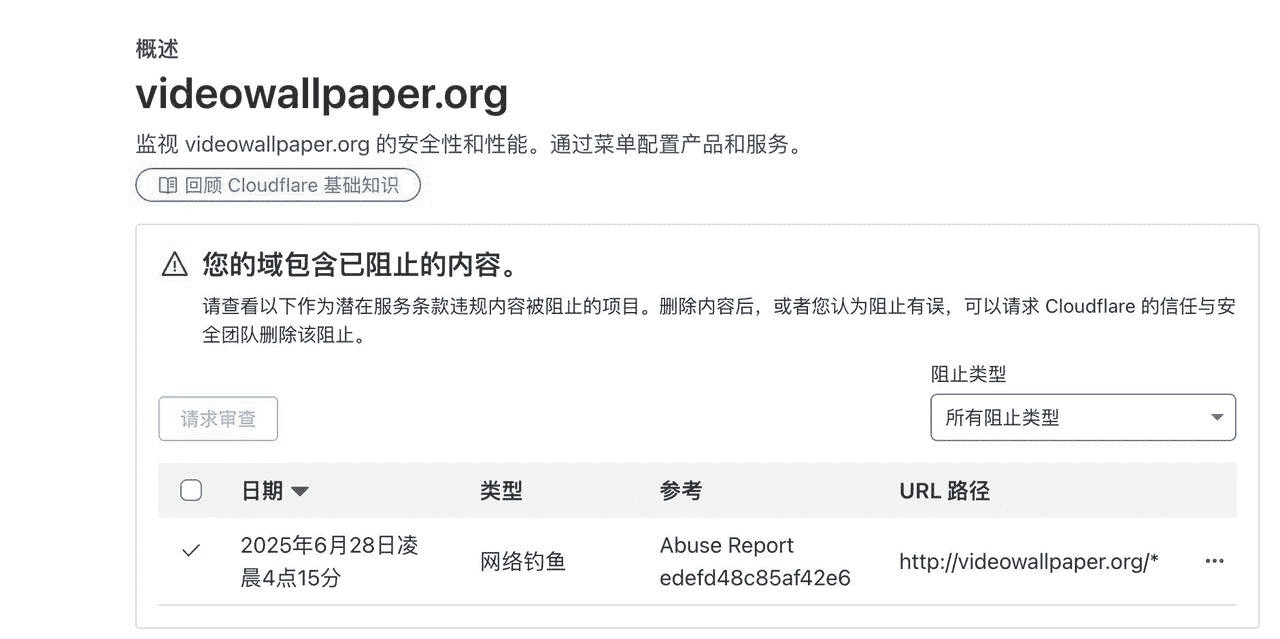 概述
videowallpaper.org
监视 videowallpaper.org 的安全性和性能。通过菜单配置产品和服务。
回顾 Cloudflare 基础知识
您的域包含已阻止的内容。
请查看以下作为潜在服务条款违规内容被阻止的项目。删除内容后，或者您认为阻止有误，可以请求 Cloudflare 的信任与安
全团队删除该阻止。
阻止类型
请求审查
所有阻止类型
日期 类型 参考 URL 路径
2025年6月28日凌
晨4点15分
网络钓鱼
Abuse Report
edefd48c85af42e6
http://videowallpaper.org/*